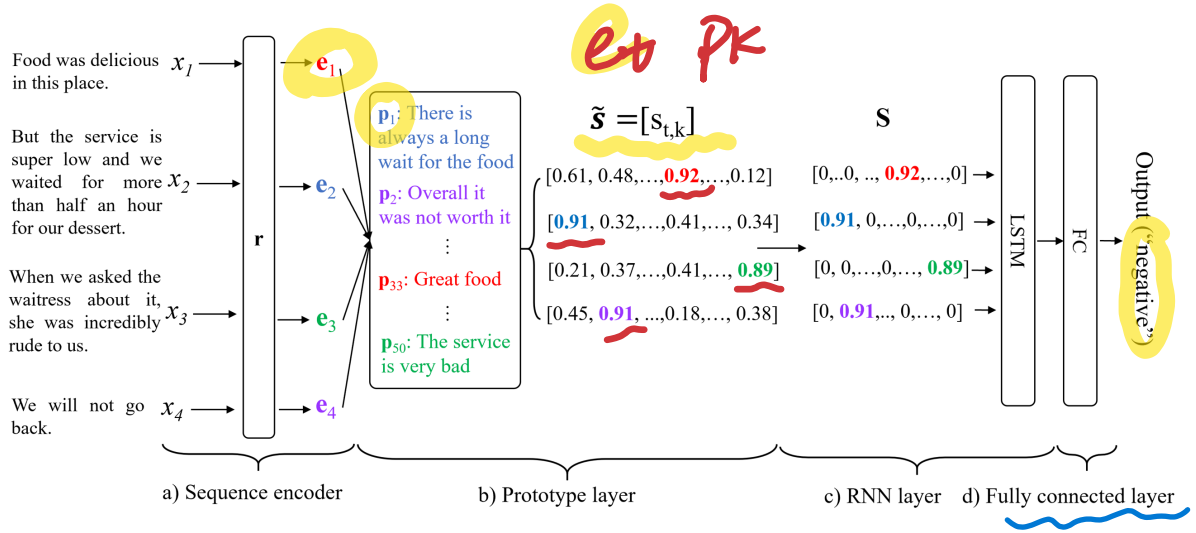 Food was delicious
in this place.
x1
e1
But the service is
super low and we
waited for more
than half an hour
for our dessert.
x2
e2
When we asked the
waitress about it,
she was incredibly
rude to us.
x3
e3
We will not go
back.
x4
e4
r
p1: There is
always a long
wait for the food
p2: Overall it
was not worth it
⋮
p33: Great food
⋮
p50: The service
is very bad
et pk
s̃ =[st,k]
[0.61, 0.48,…,0.92,…,0.12]
[0.91, 0.32,…,0.41,…, 0.34]
[0.21, 0.37,…,0.41,…, 0.89]
[0.45, 0.91, ...,0.18,…, 0.38]
S
[0,..0, .., 0.92,…,0]
[0.91, 0,…,0,…,0]
[0, 0,…,0,…, 0.89]
[0, 0.91,.., 0,…, 0]
LSTM
FC
Output (“negative”)
a) Sequence encoder
b) Prototype layer
c) RNN layer
d) Fully connected layer